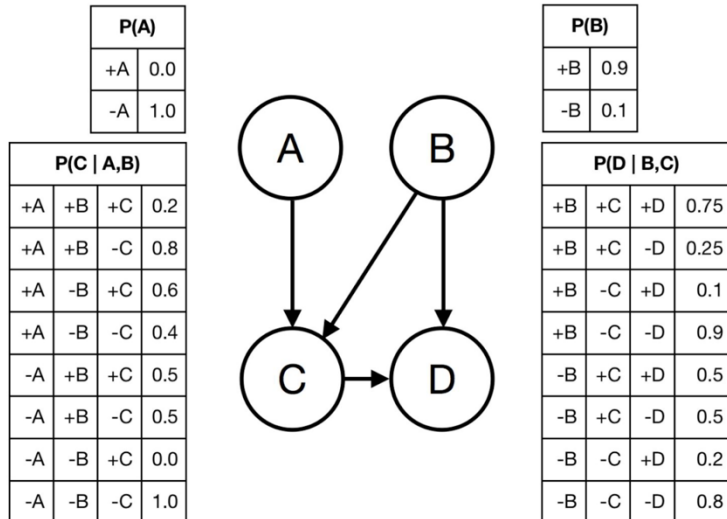 P(A)
+A 0.0
-A 1.0
P(B)
+B 0.9
-B 0.1
A
B
P(C | A,B)
+A +B +C 0.2
+A +B -C 0.8
+A -B +C 0.6
+A -B -C 0.4
-A +B +C 0.5
-A +B -C 0.5
-A -B +C 0.0
-A -B -C 1.0
C
D
P(D | B,C)
+B +C +D 0.75
+B +C -D 0.25
+B -C +D 0.1
+B -C -D 0.9
-B +C +D 0.5
-B +C -D 0.5
-B -C +D 0.2
-B -C -D 0.8